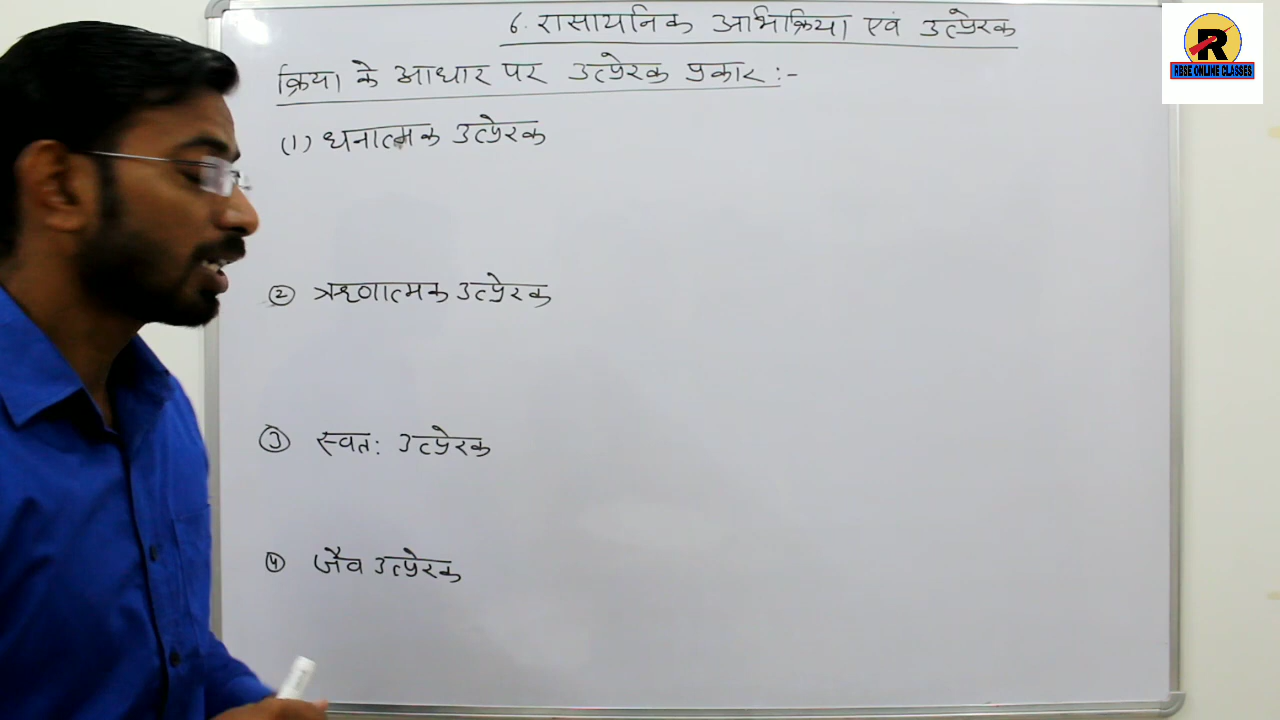 6. रासायनिक अभिक्रिया एवं उत्प्रेरक
क्रिया के आधार पर उत्प्रेरक प्रकार :-
(1) धनात्मक उत्प्रेरक
② ऋणात्मक उत्प्रेरक
③ स्वतः उत्प्रेरक
④ जैव उत्प्रेरक
R
RBSE ONLINE CLASSES